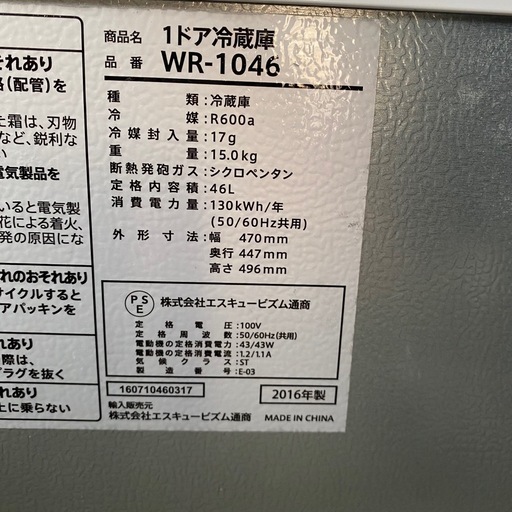 それあり
(配管)を
た霜は、刃物
など、鋭利な
い
電気製品を
いると電気製
花による着火、
発の原因にな
れのおそれあり
サイクルすると
アパッキンを
れあり
際は、
ラグを抜く
れあり
上に乗らない
商品名 1ドア冷蔵庫
品番 WR-1046
種類:冷蔵庫
冷媒:R600a
冷媒封入量:17g
重量:15.0kg
断熱発砲ガス:シクロペンタン
定格内容積:46L
消費電力量:130kWh/年
(50/60Hz共用)
外形寸法:幅 470mm
奥行 447mm
高さ 496mm
PSE 株式会社エスキュービズム通商
定格電圧:100V
定格周波数:50/60Hz(共用)
電動機の定格消費電力:43/43W
電動機の定格消費電流:1.2/1.1A
気候クラス:ST
製造番号:E-03
160710460317
2016年製
輸入販売元
株式会社エスキュービズム通商
MADE IN CHINA